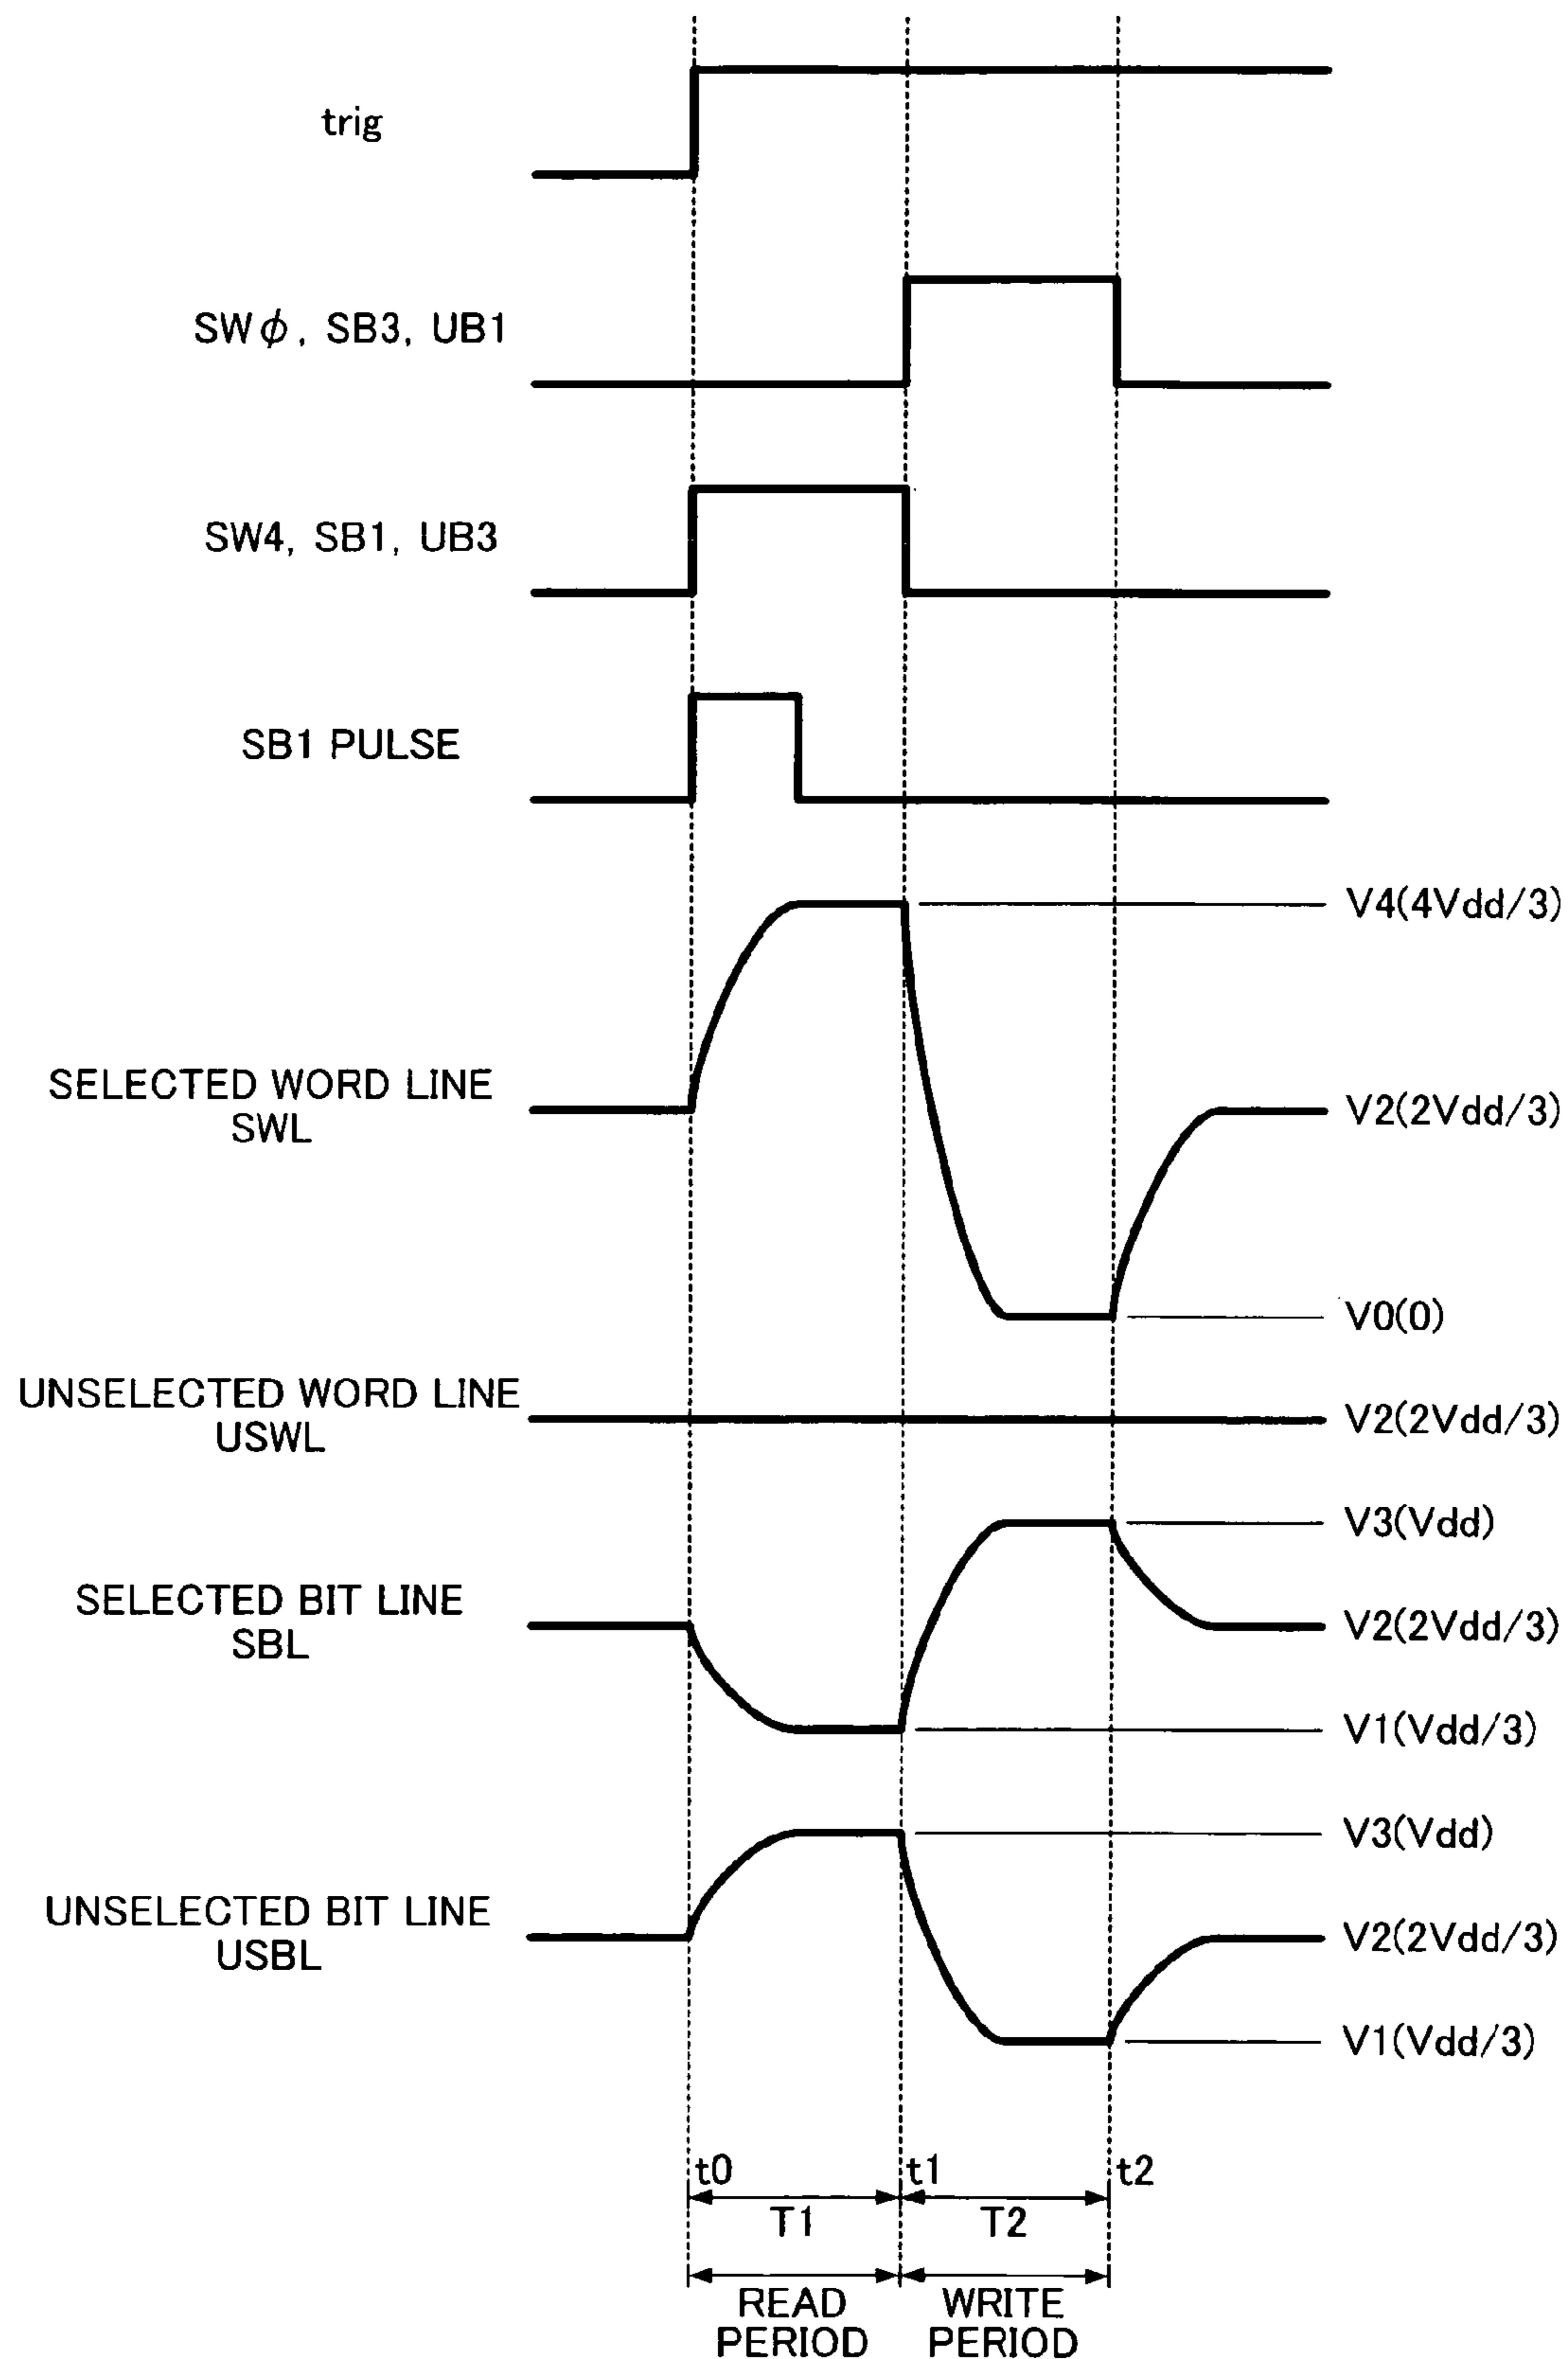 trig
SWϕ, SB3, UB1
SW4, SB1, UB3
SB1 PULSE
V4(4Vdd/3)
SELECTED WORD LINE
SWL
V2(2Vdd/3)
V0(0)
UNSELECTED WORD LINE
USWL
V2(2Vdd/3)
V3(Vdd)
SELECTED BIT LINE
SBL
V2(2Vdd/3)
V1(Vdd/3)
V3(Vdd)
UNSELECTED BIT LINE
USBL
V2(2Vdd/3)
V1(Vdd/3)
t0 t1 t2
T1 T2
READ PERIOD
WRITE PERIOD